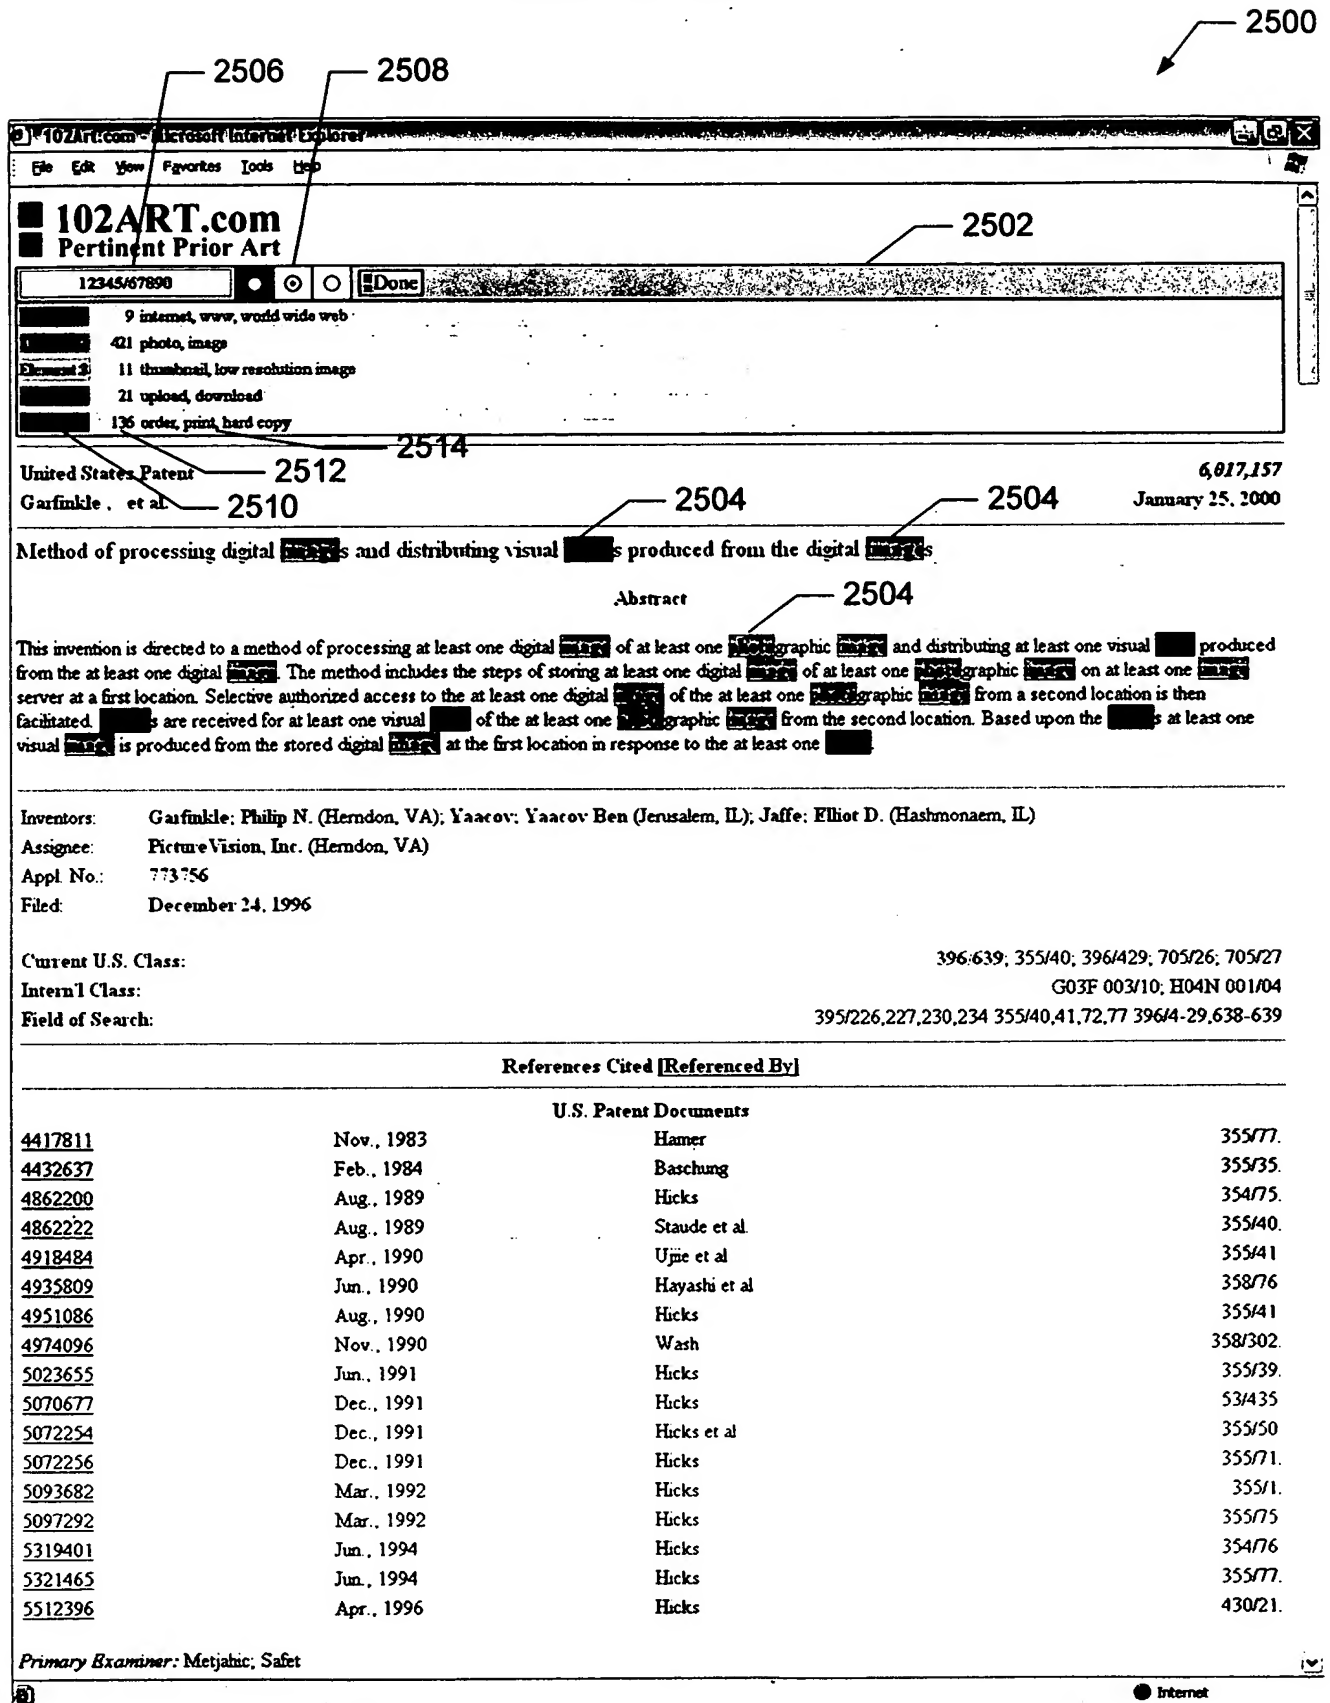 2500
2506 2508
102Art.com - Microsoft Internet Explorer
File Edit View Favorites Tools Help
102ART.com
Pertinent Prior Art
2502
12345/67890 Done
9 internet, www, world wide web
421 photo, image
Element 3 11 thumbnail, low resolution image
21 upload, download
136 order, print, hard copy
2514
United States Patent 2512 6,017,157
Garfinkle, et al. 2510 2504 2504 January 25, 2000
Method of processing digital images and distributing visual s produced from the digital images
Abstract 2504
This invention is directed to a method of processing at least one digital image of at least one photographic image and distributing at least one visual produced
from the at least one digital image. The method includes the steps of storing at least one digital image of at least one photographic image on at least one image
server at a first location. Selective authorized access to the at least one digital image of the at least one photographic image from a second location is then
facilitated. s are received for at least one visual of the at least one photographic image from the second location. Based upon the s at least one
visual image is produced from the stored digital image at the first location in response to the at least one .
Inventors: Garfinkle; Philip N. (Herndon, VA); Yaacov; Yaacov Ben (Jerusalem, IL); Jaffe; Elliot D. (Hashmonaem, IL)
Assignee: PictureVision, Inc. (Herndon, VA)
Appl. No.: 773756
Filed: December 24, 1996
Current U.S. Class: 396/639; 355/40; 396/429; 705/26; 705/27
Intern'l Class: G03F 003/10; H04N 001/04
Field of Search: 395/226,227,230,234 355/40,41,72,77 396/4-29,638-639
References Cited [Referenced By]
U.S. Patent Documents
4417811 Nov., 1983 Hamer 355/77.
4432637 Feb., 1984 Baschung 355/35.
4862200 Aug., 1989 Hicks 354/75.
4862222 Aug., 1989 Staude et al. 355/40.
4918484 Apr., 1990 Ujiie et al 355/41
4935809 Jun., 1990 Hayashi et al 358/76
4951086 Aug., 1990 Hicks 355/41
4974096 Nov., 1990 Wash 358/302.
5023655 Jun., 1991 Hicks 355/39.
5070677 Dec., 1991 Hicks 53/435
5072254 Dec., 1991 Hicks et al 355/50
5072256 Dec., 1991 Hicks 355/71.
5093682 Mar., 1992 Hicks 355/1.
5097292 Mar., 1992 Hicks 355/75
5319401 Jun., 1994 Hicks 354/76
5321465 Jun., 1994 Hicks 355/77.
5512396 Apr., 1996 Hicks 430/21.
Primary Examiner: Metjahic; Safet
Internet